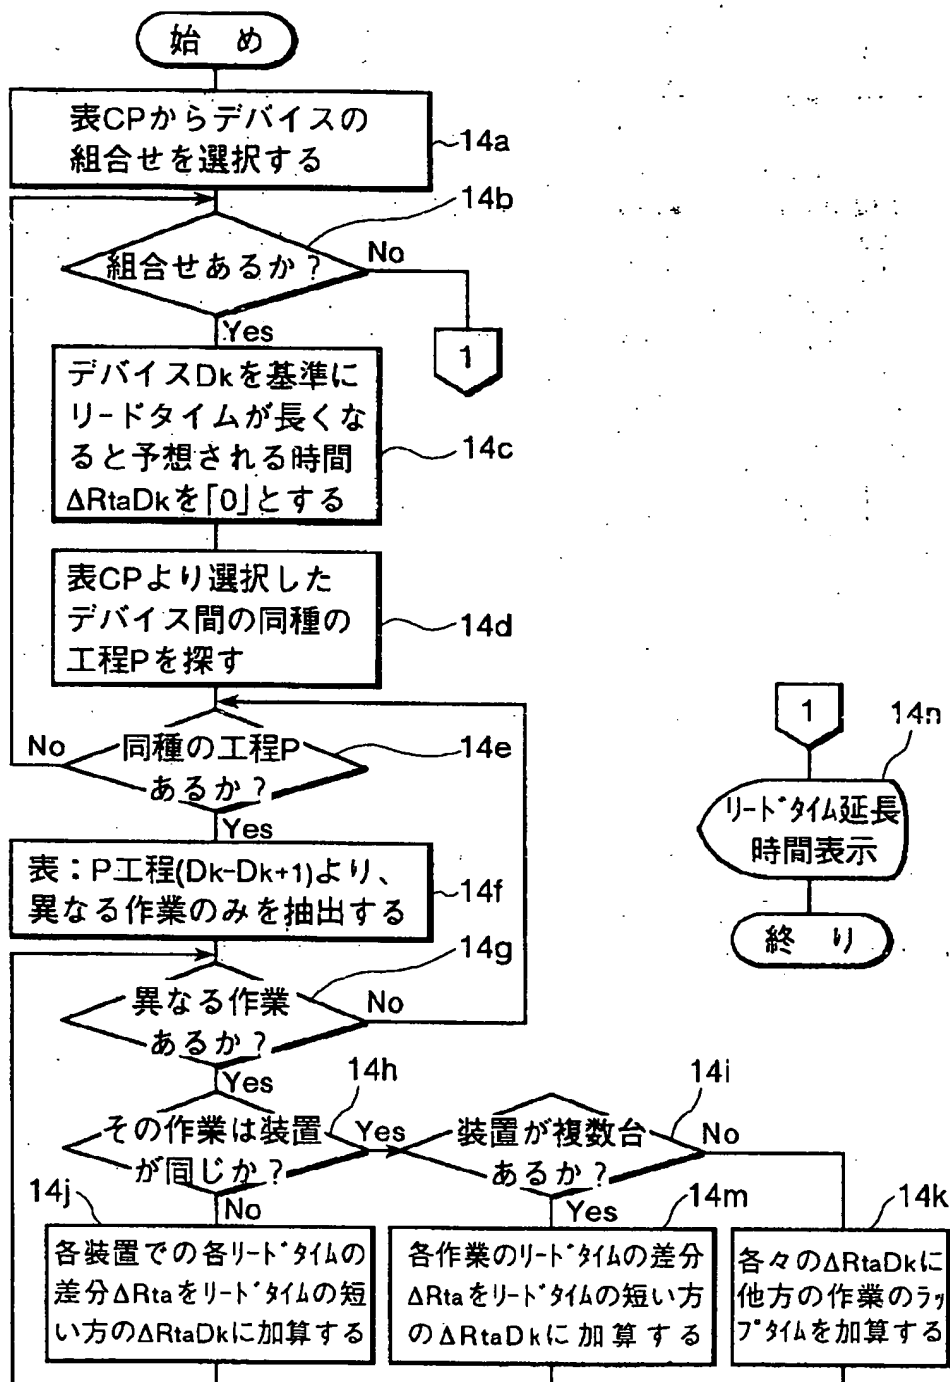 始 め
表CPからデバイスの
組合せを選択する
14a
14b
組合せあるか?
No
Yes
1
デバイスDkを基準に
リードタイムが長くな
ると予想される時間
ΔRtaDkを「0」とする
14c
表CPより選択した
デバイス間の同種の
工程Pを探す
14d
同種の工程P
あるか?
14e
No
Yes
表:P工程(Dk-Dk+1)より、
異なる作業のみを抽出する
14f
14g
異なる作業
あるか?
No
Yes
14h
その作業は装置
が同じか?
Yes
No
14i
装置が複数台
あるか?
No
Yes
14j
各装置での各リードタイムの
差分ΔRtaをリードタイムの短
い方のΔRtaDkに加算する
14m
各作業のリードタイムの差分
ΔRtaをリードタイムの短い方
のΔRtaDkに加算する
14k
各々のΔRtaDkに
他方の作業のラッ
プタイムを加算する
1
14n
リードタイム延長
時間表示
終 り